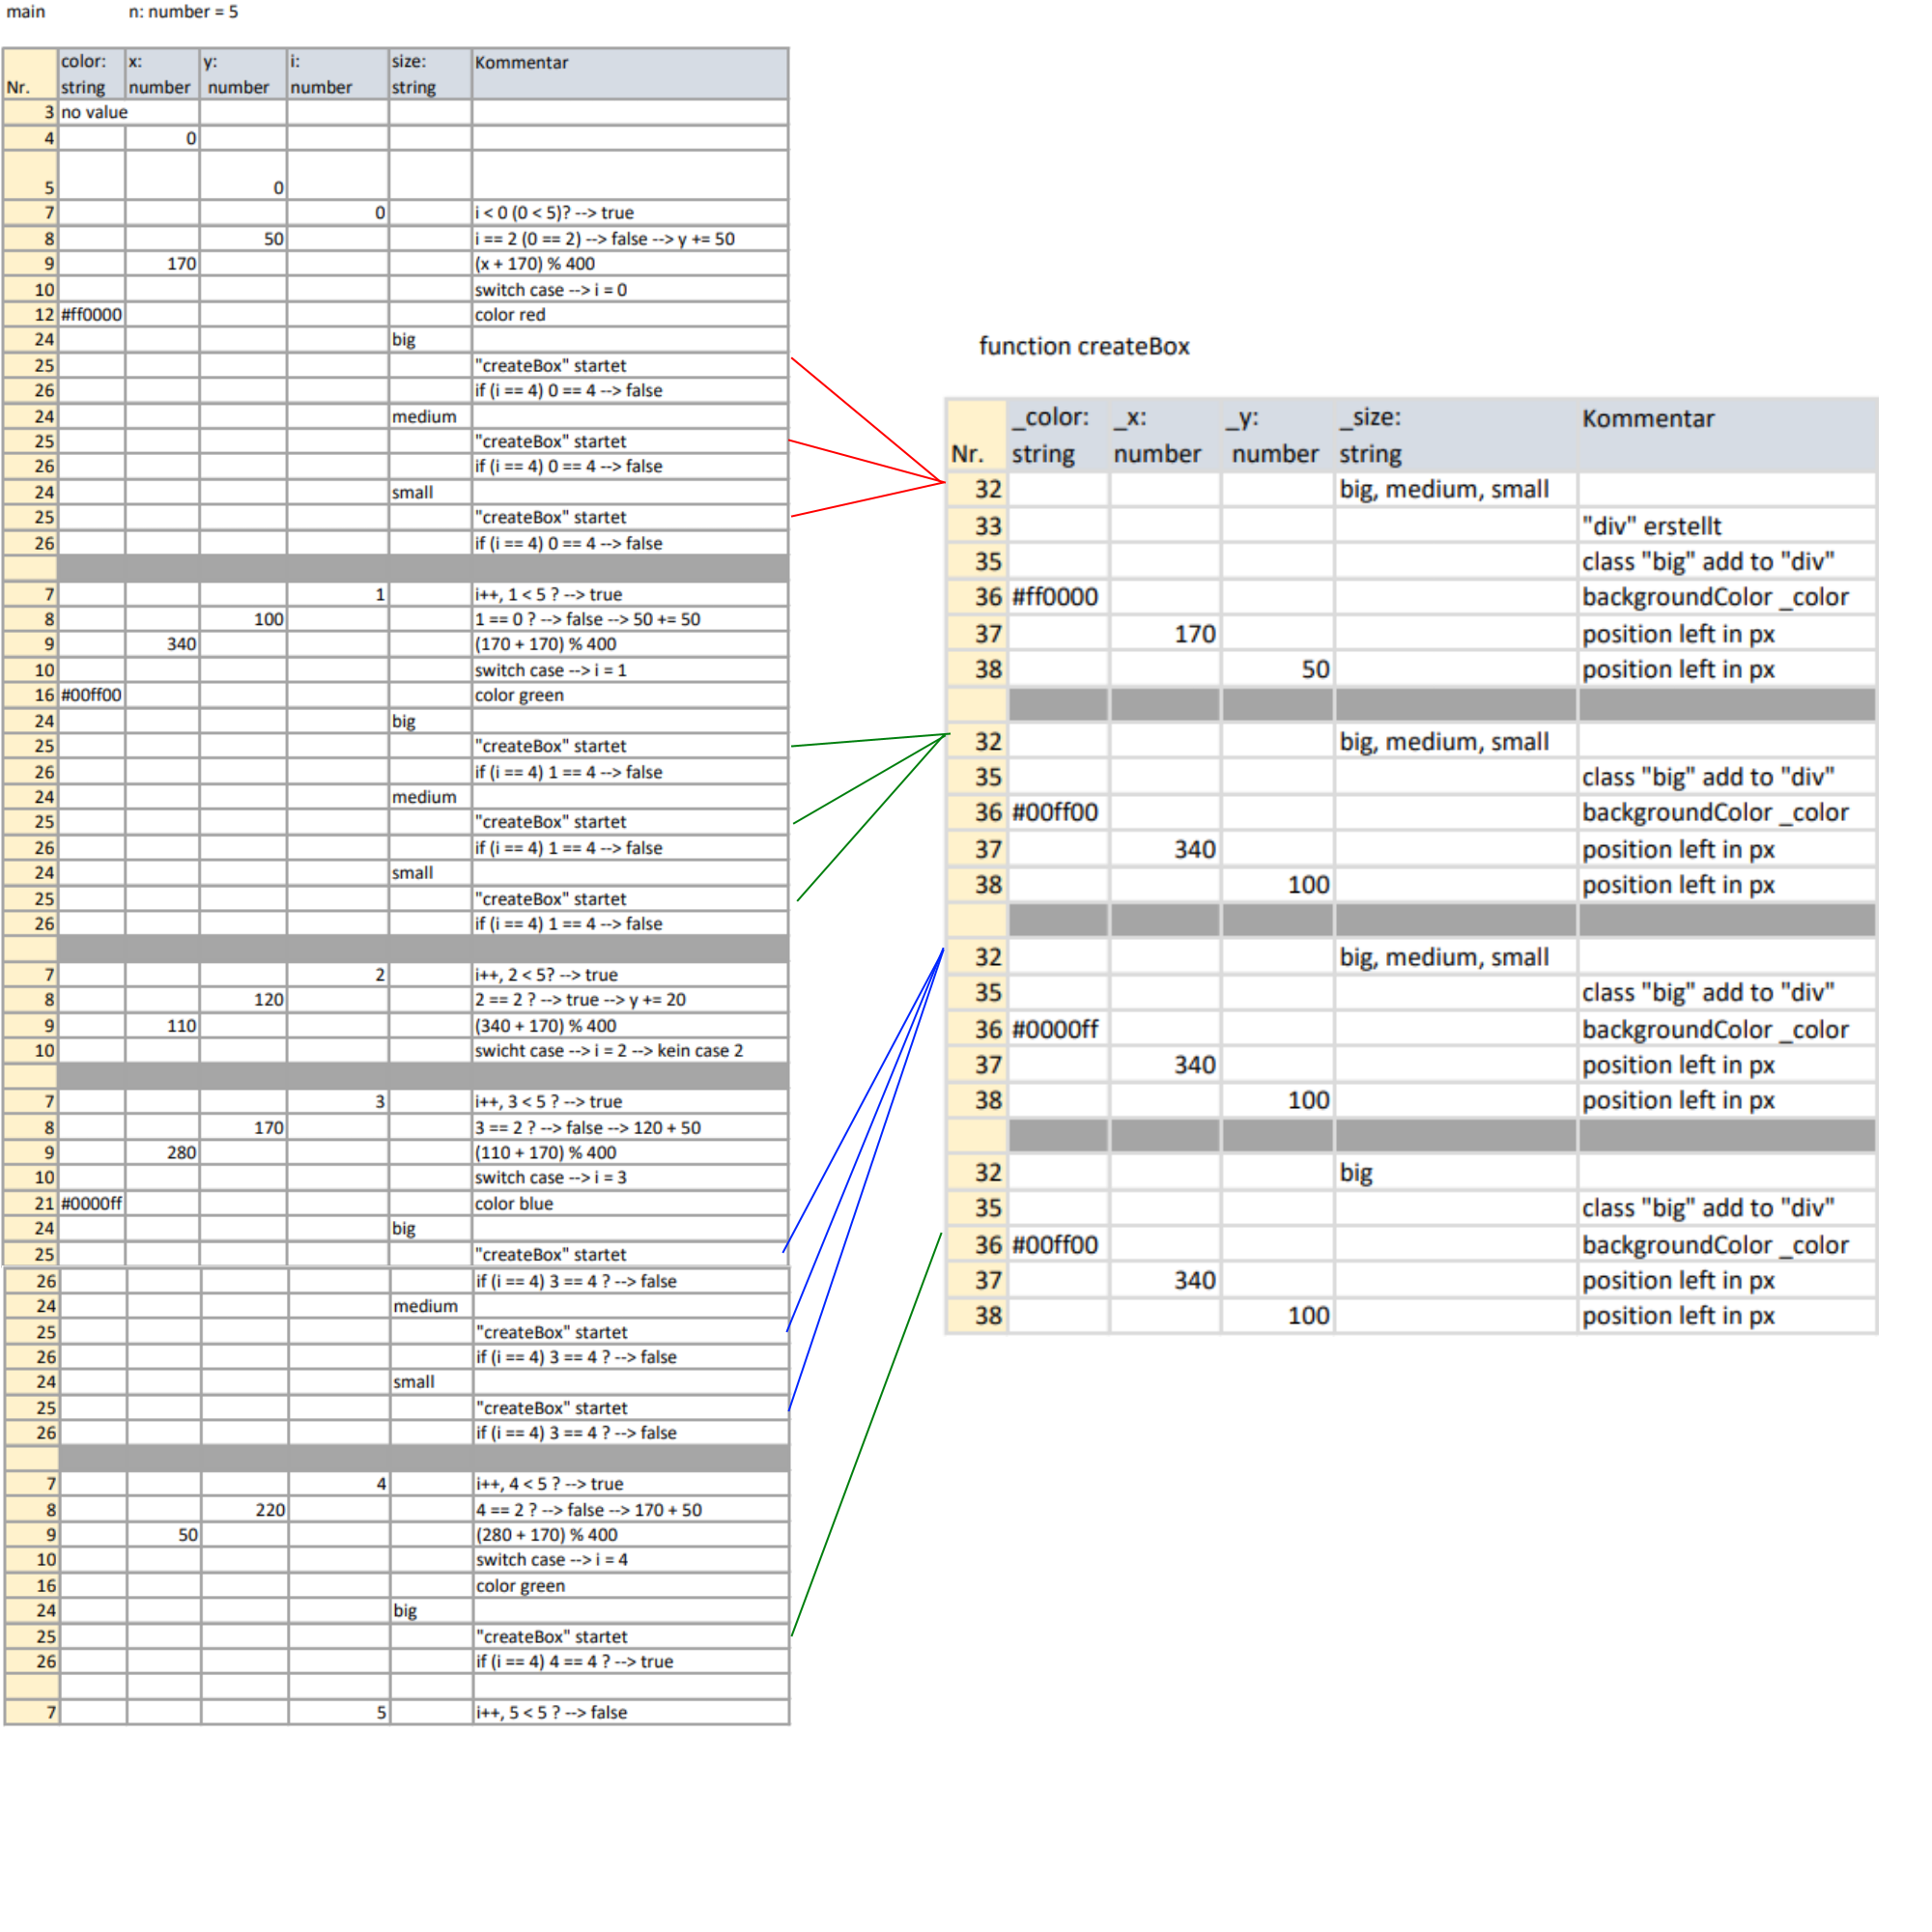 main n: number = 5
color: x: y: i: size: Kommentar
Nr. string number number number string
3 no value
4 0
5 0
7 0 i < 0 (0 < 5)? --> true
8 50 i == 2 (0 == 2) --> false --> y += 50
9 170 (x + 170) % 400
10 switch case --> i = 0
12 #ff0000 color red
24 big
25 "createBox" startet
26 if (i == 4) 0 == 4 --> false
24 medium
25 "createBox" startet
26 if (i == 4) 0 == 4 --> false
24 small
25 "createBox" startet
26 if (i == 4) 0 == 4 --> false
7 1 i++, 1 < 5 ? --> true
8 100 1 == 0 ? --> false --> 50 += 50
9 340 (170 + 170) % 400
10 switch case --> i = 1
16 #00ff00 color green
24 big
25 "createBox" startet
26 if (i == 4) 1 == 4 --> false
24 medium
25 "createBox" startet
26 if (i == 4) 1 == 4 --> false
24 small
25 "createBox" startet
26 if (i == 4) 1 == 4 --> false
7 2 i++, 2 < 5? --> true
8 120 2 == 2 ? --> true --> y += 20
9 110 (340 + 170) % 400
10 swicht case --> i = 2 --> kein case 2
7 3 i++, 3 < 5 ? --> true
8 170 3 == 2 ? --> false --> 120 + 50
9 280 (110 + 170) % 400
10 switch case --> i = 3
21 #0000ff color blue
24 big
25 "createBox" startet
26 if (i == 4) 3 == 4 ? --> false
24 medium
25 "createBox" startet
26 if (i == 4) 3 == 4 ? --> false
24 small
25 "createBox" startet
26 if (i == 4) 3 == 4 ? --> false
7 4 i++, 4 < 5 ? --> true
8 220 4 == 2 ? --> false --> 170 + 50
9 50 (280 + 170) % 400
10 switch case --> i = 4
16 color green
24 big
25 "createBox" startet
26 if (i == 4) 4 == 4 ? --> true
7 5 i++, 5 < 5 ? --> false
function createBox
_color: _x: _y: _size: Kommentar
Nr. string number number string
32 big, medium, small
33 "div" erstellt
35 class "big" add to "div"
36 #ff0000 backgroundColor _color
37 170 position left in px
38 50 position left in px
32 big, medium, small
35 class "big" add to "div"
36 #00ff00 backgroundColor _color
37 340 position left in px
38 100 position left in px
32 big, medium, small
35 class "big" add to "div"
36 #0000ff backgroundColor _color
37 340 position left in px
38 100 position left in px
32 big
35 class "big" add to "div"
36 #00ff00 backgroundColor _color
37 340 position left in px
38 100 position left in px